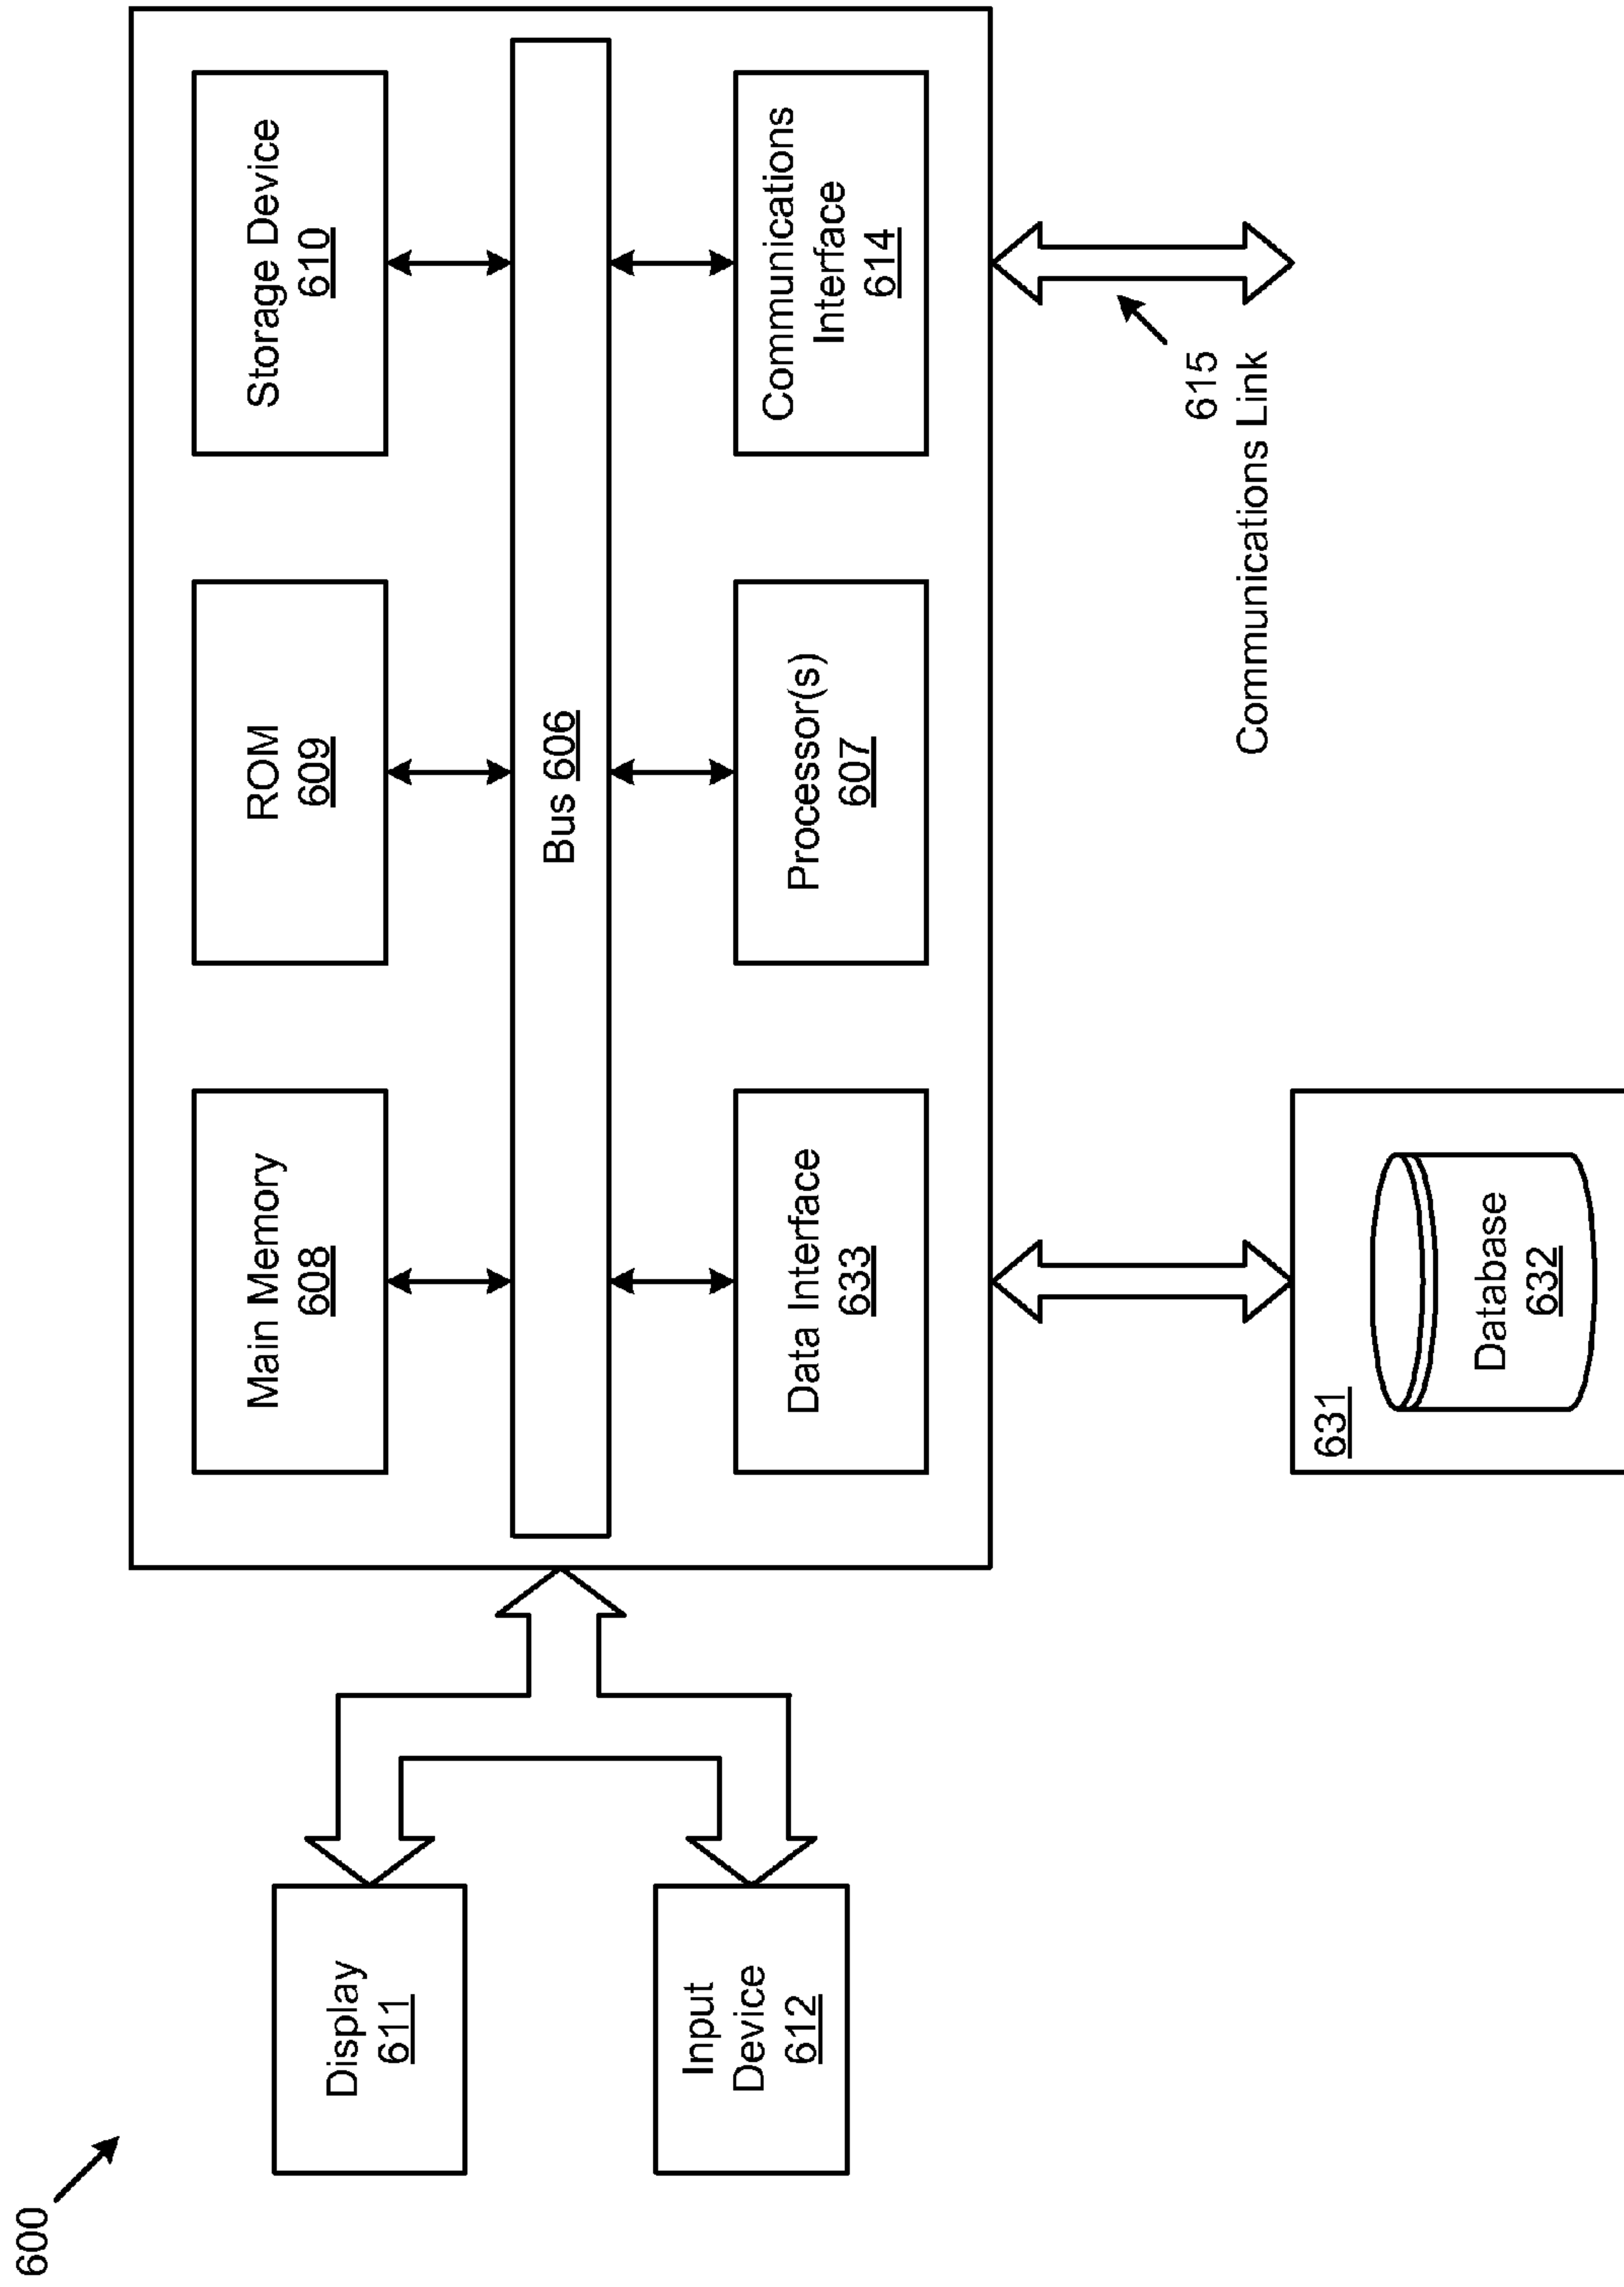 600
Main Memory
608
ROM
609
Storage Device
610
Display
611
Bus 606
Input
Device
612
Data Interface
633
Processor(s)
607
Communications
Interface
614
615
Communications Link
631
Database
632